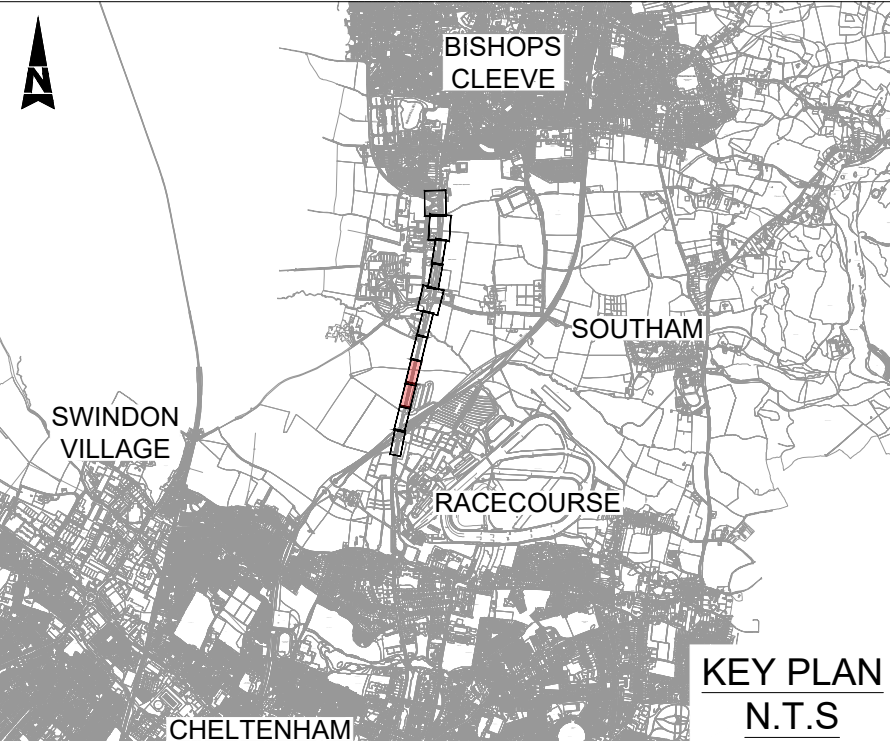 BISHOPS
CLEEVE
N
SOUTHAM
SWINDON
VILLAGE
RACECOURSE
KEY PLAN
N.T.S
CHELTENHAM